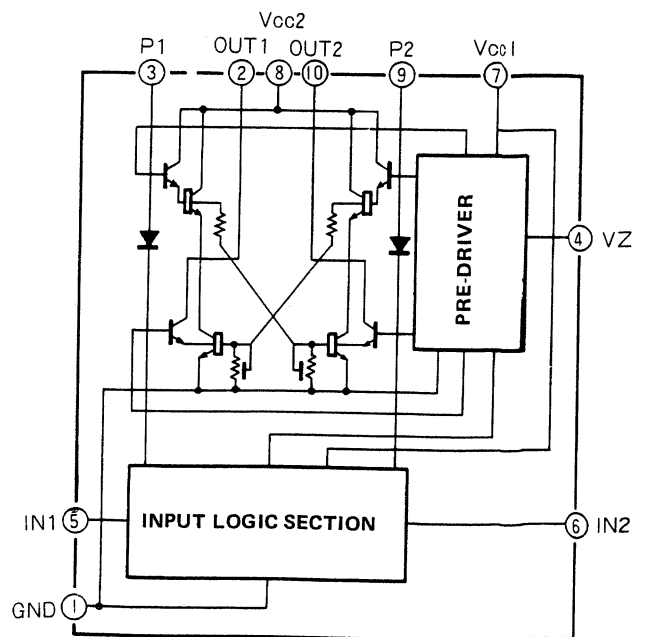 Vcc2
P1 OUT1 OUT2 P2 Vcc1
3 2 8 10 9 7
PRE-DRIVER
4 VZ
IN1 5
INPUT LOGIC SECTION
6 IN2
GND 1